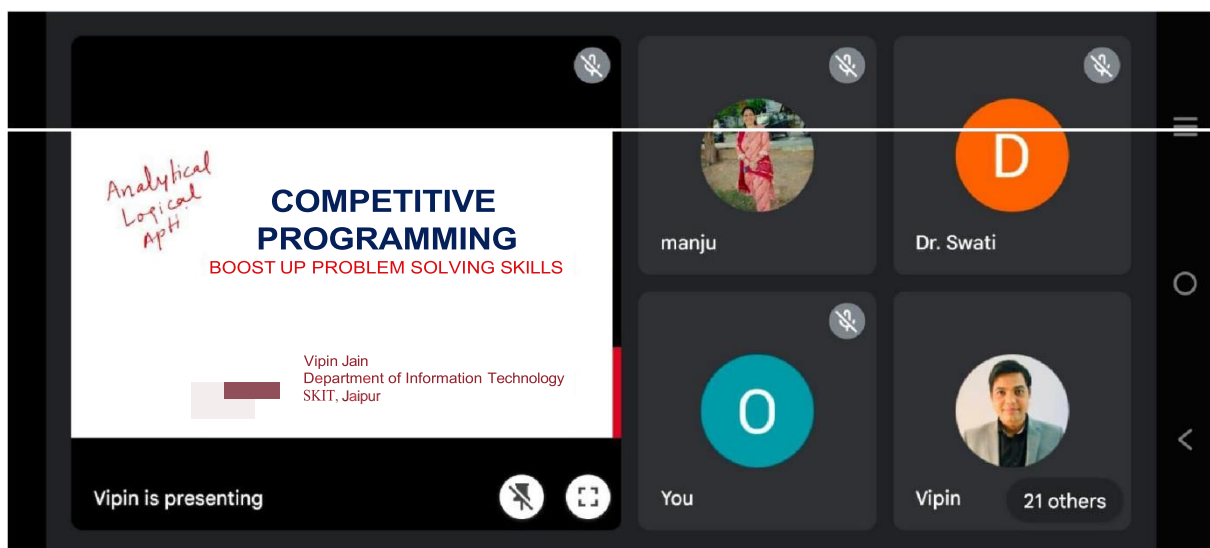 Analytical
Logical
Apti
COMPETITIVE
PROGRAMMING
BOOST UP PROBLEM SOLVING SKILLS
Vipin Jain
Department of Information Technology
SKIT, Jaipur
Vipin is presenting
manju
D
Dr. Swati
O
You
Vipin
21 others